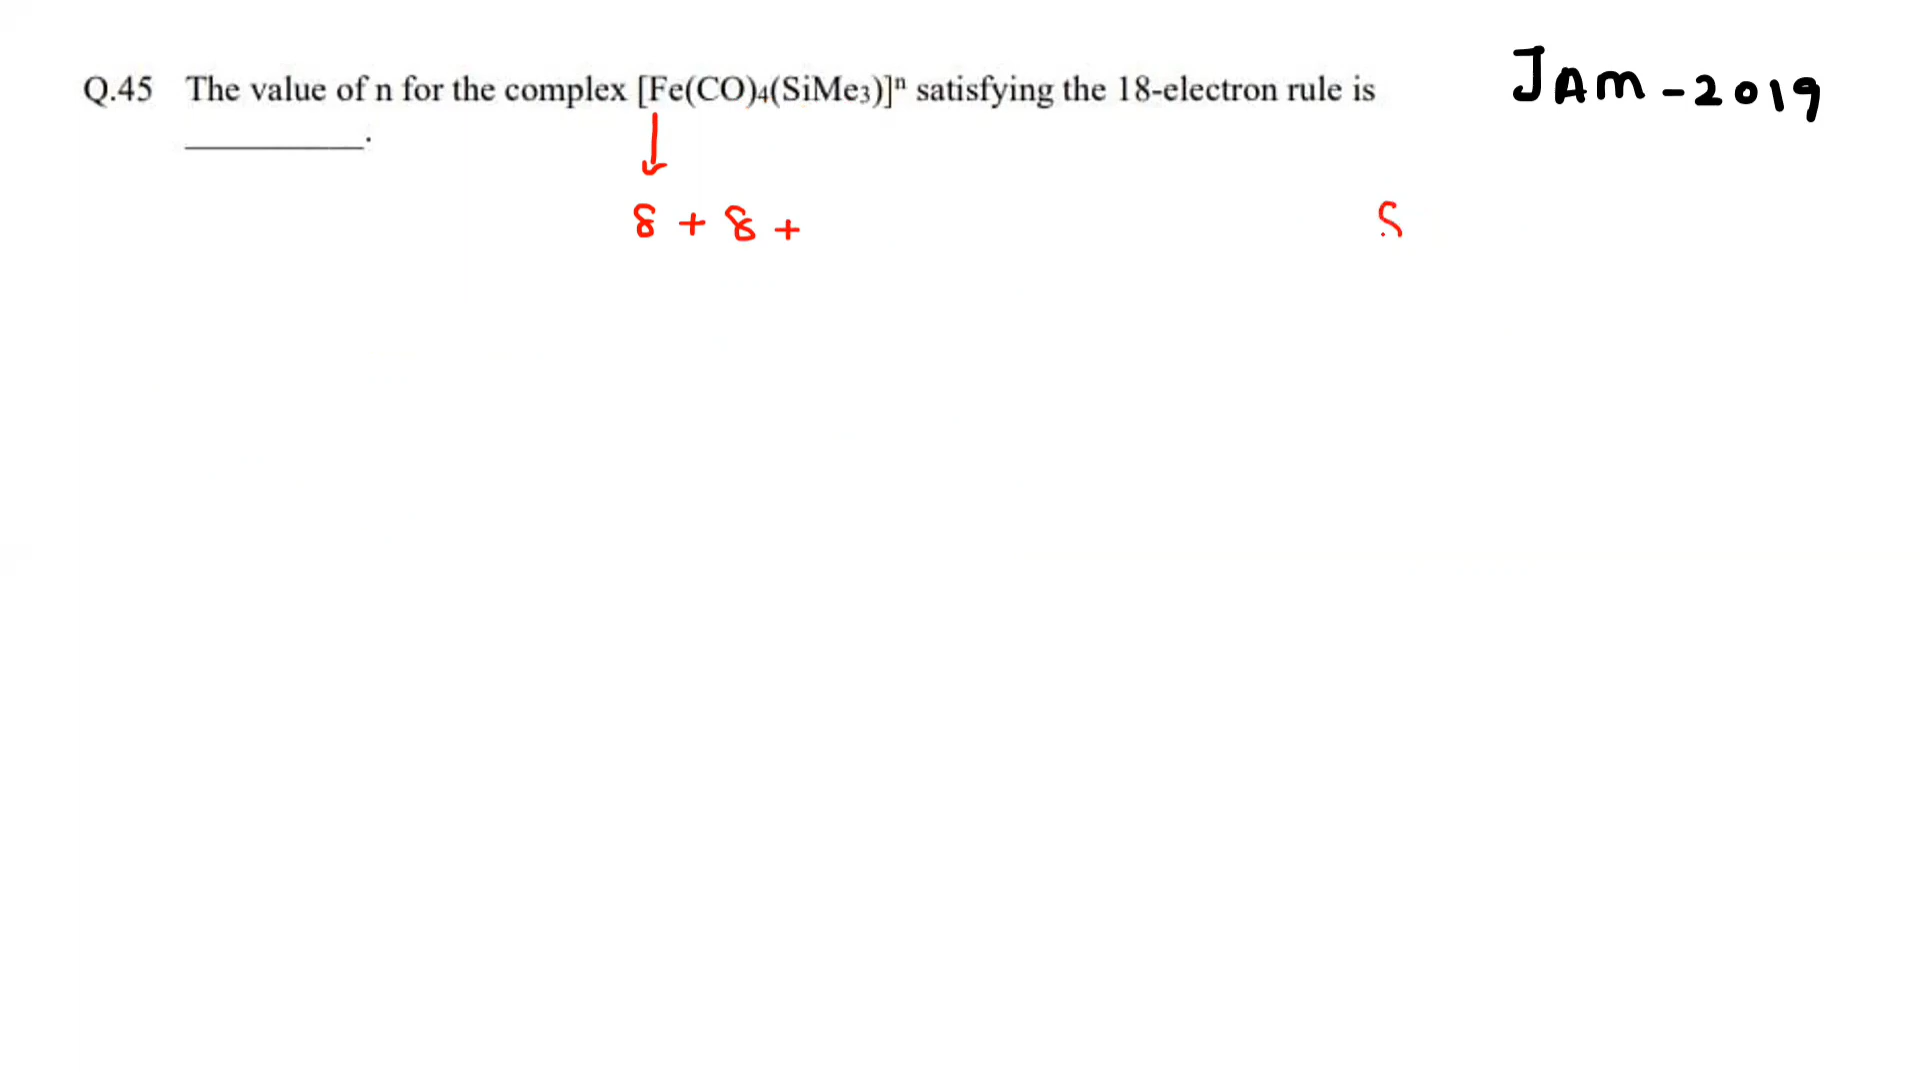 Q.45 The value of n for the complex [Fe(CO)₄(SiMe₃)]ⁿ satisfying the 18-electron rule is
__________.
JAM - 2019
8 + 8 + S